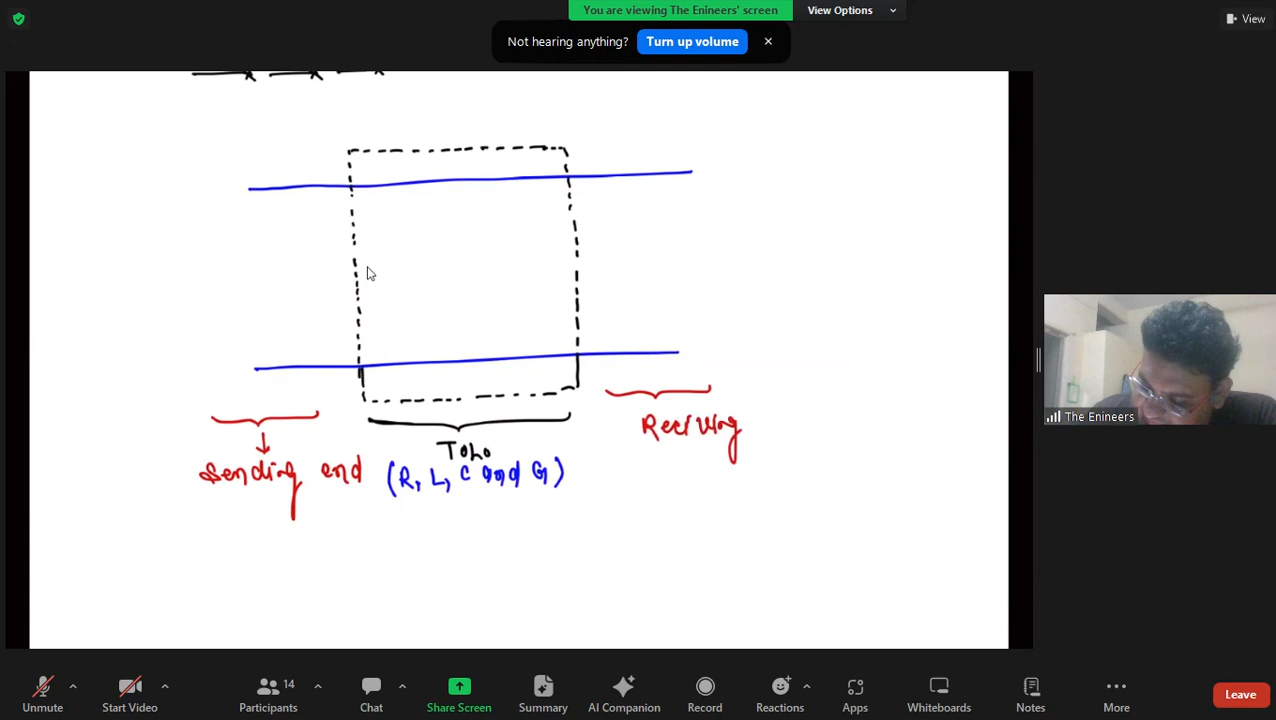 You are viewing The Enineers' screen
View Options
View
Not hearing anything?
Turn up volume
Sending end
(R, L, C and G)
Reciving
The Enineers
Unmute
Start Video
14
Participants
Chat
Share Screen
Summary
AI Companion
Record
Reactions
Apps
Whiteboards
Notes
More
Leave